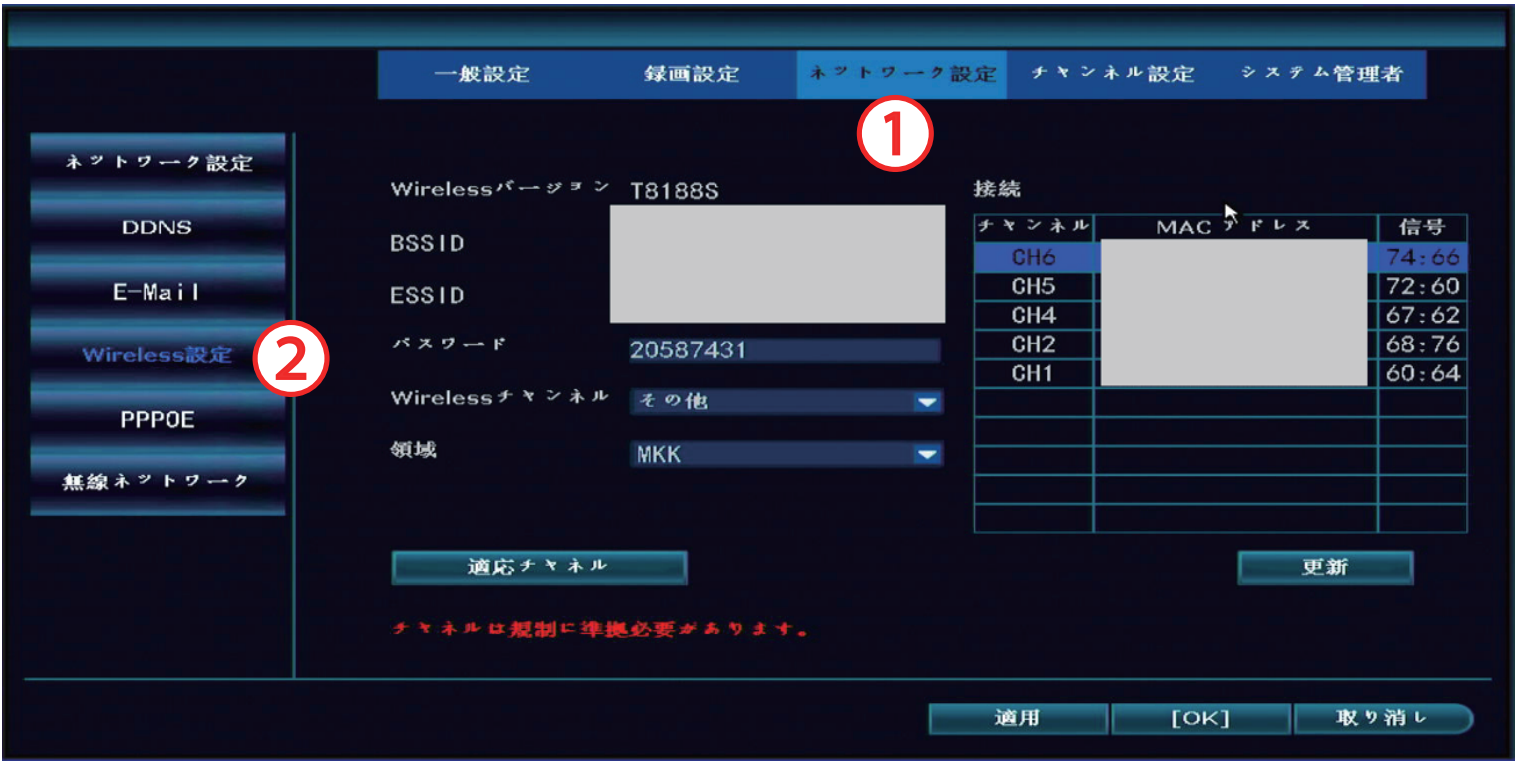 一般設定 録画設定 ネットワーク設定 チャンネル設定 システム管理者
1
ネットワーク設定
DDNS
E-Mail
Wireless設定
2
PPPOE
無線ネットワーク
Wirelessバージョン T8188S
BSSID
ESSID
パスワード 20587431
Wirelessチャンネル その他
領域 MKK
適応チャネル
チャネルは規制に準拠必要があります。
接続
チャンネル MACアドレス 信号
CH6 74:66
CH5 72:60
CH4 67:62
CH2 68:76
CH1 60:64
更新
適用 [OK] 取り消し